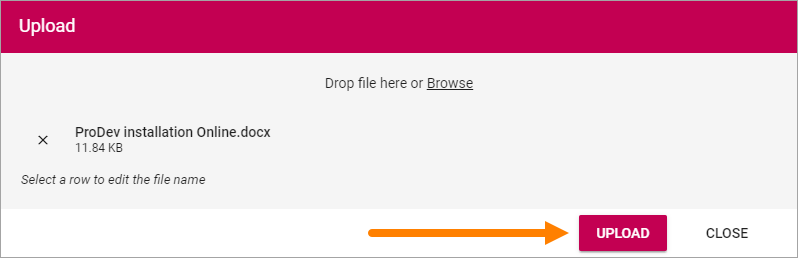 Upload
Drop file here or Browse
ProDev installation Online.docx
11.84 KB
Select a row to edit the file name
UPLOAD CLOSE